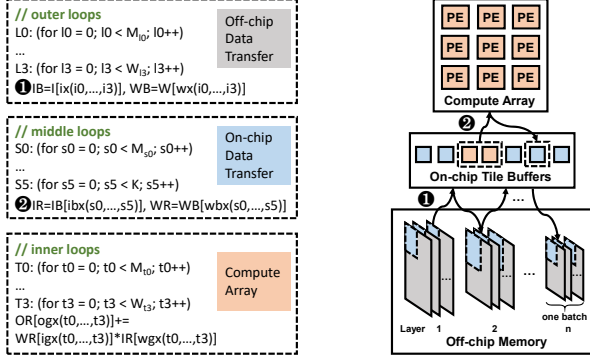 // outer loops
L0: (for l0 = 0; l0 < M_l0; l0++)
...
L3: (for l3 = 0; l3 < W_l3; l3++)
❶IB=I[ix(i0,...,i3)], WB=W[wx(i0,...,i3)]
Off-chip
Data
Transfer
// middle loops
S0: (for s0 = 0; s0 < M_s0; s0++)
...
S5: (for s5 = 0; s5 < K; s5++)
❷IR=IB[ibx(s0,...,s5)], WR=WB[wbx(s0,...,s5)]
On-chip
Data
Transfer
// inner loops
T0: (for t0 = 0; t0 < M_t0; t0++)
...
T3: (for t3 = 0; t3 < W_t3; t3++)
OR[ogx(t0,...,t3)]+=
WR[igx(t0,...,t3)]*IR[wgx(t0,...,t3)]
Compute
Array
PE PE PE
PE PE PE
PE PE PE
Compute Array
❷
On-chip Tile Buffers
❶
...
... ... ... ...
one batch
Layer 1 2 n
Off-chip Memory